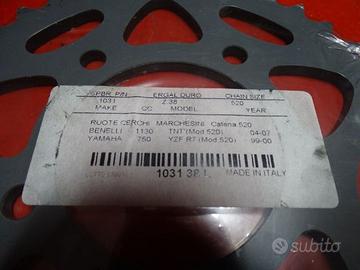 P/N ERGAL DURO CHAIN SIZE
1031 Z.38 520
MAKE CC MODEL YEAR
RUOTE CERCHI MARCHESINI Catena 520
BENELLI 1130 TNT (Mod.520) 04-07
YAMAHA 750 YZF R7 (Mod.520) 99-00
1031 38
MADE IN ITALY
subito